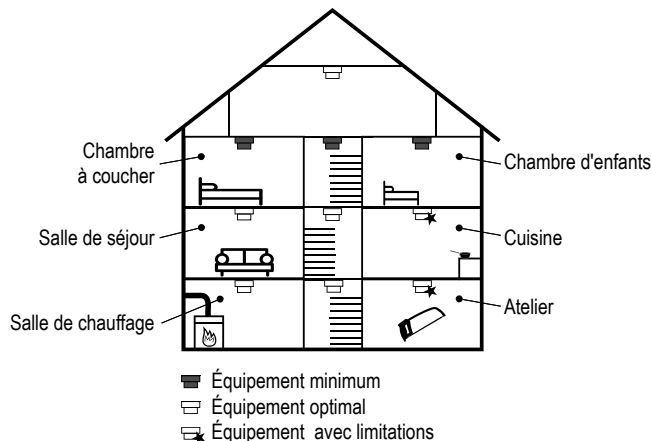 Chambre
à coucher
Chambre d'enfants
Salle de séjour
Cuisine
Salle de chauffage
Atelier
Équipement minimum
Équipement optimal
Équipement avec limitations